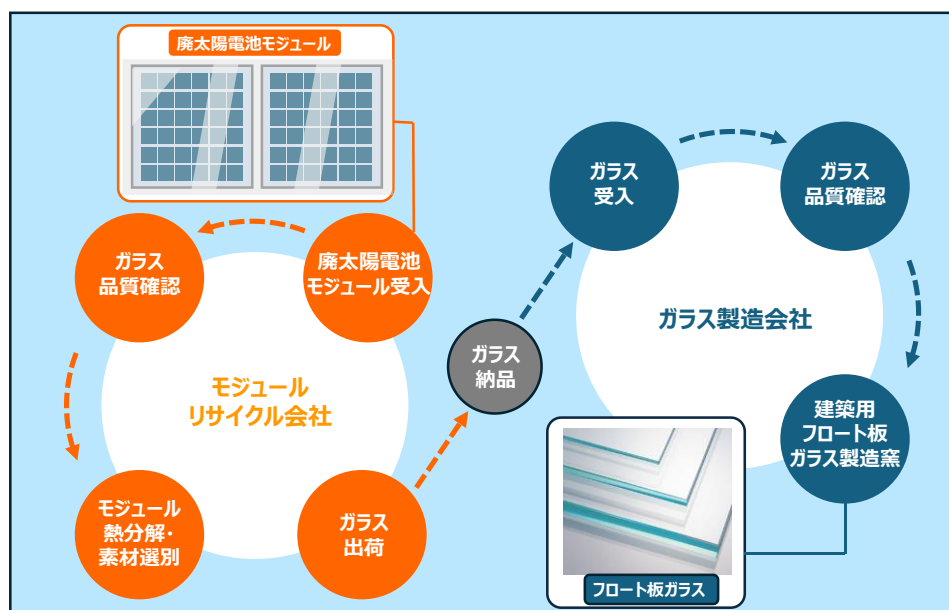 廃太陽電池モジュール
廃太陽電池
モジュール受入
ガラス
品質確認
モジュール
熱分解・
素材選別
ガラス
出荷
モジュール
リサイクル会社
ガラス
納品
ガラス
受入
ガラス
品質確認
建築用
フロート板
ガラス製造窯
ガラス製造会社
フロート板ガラス